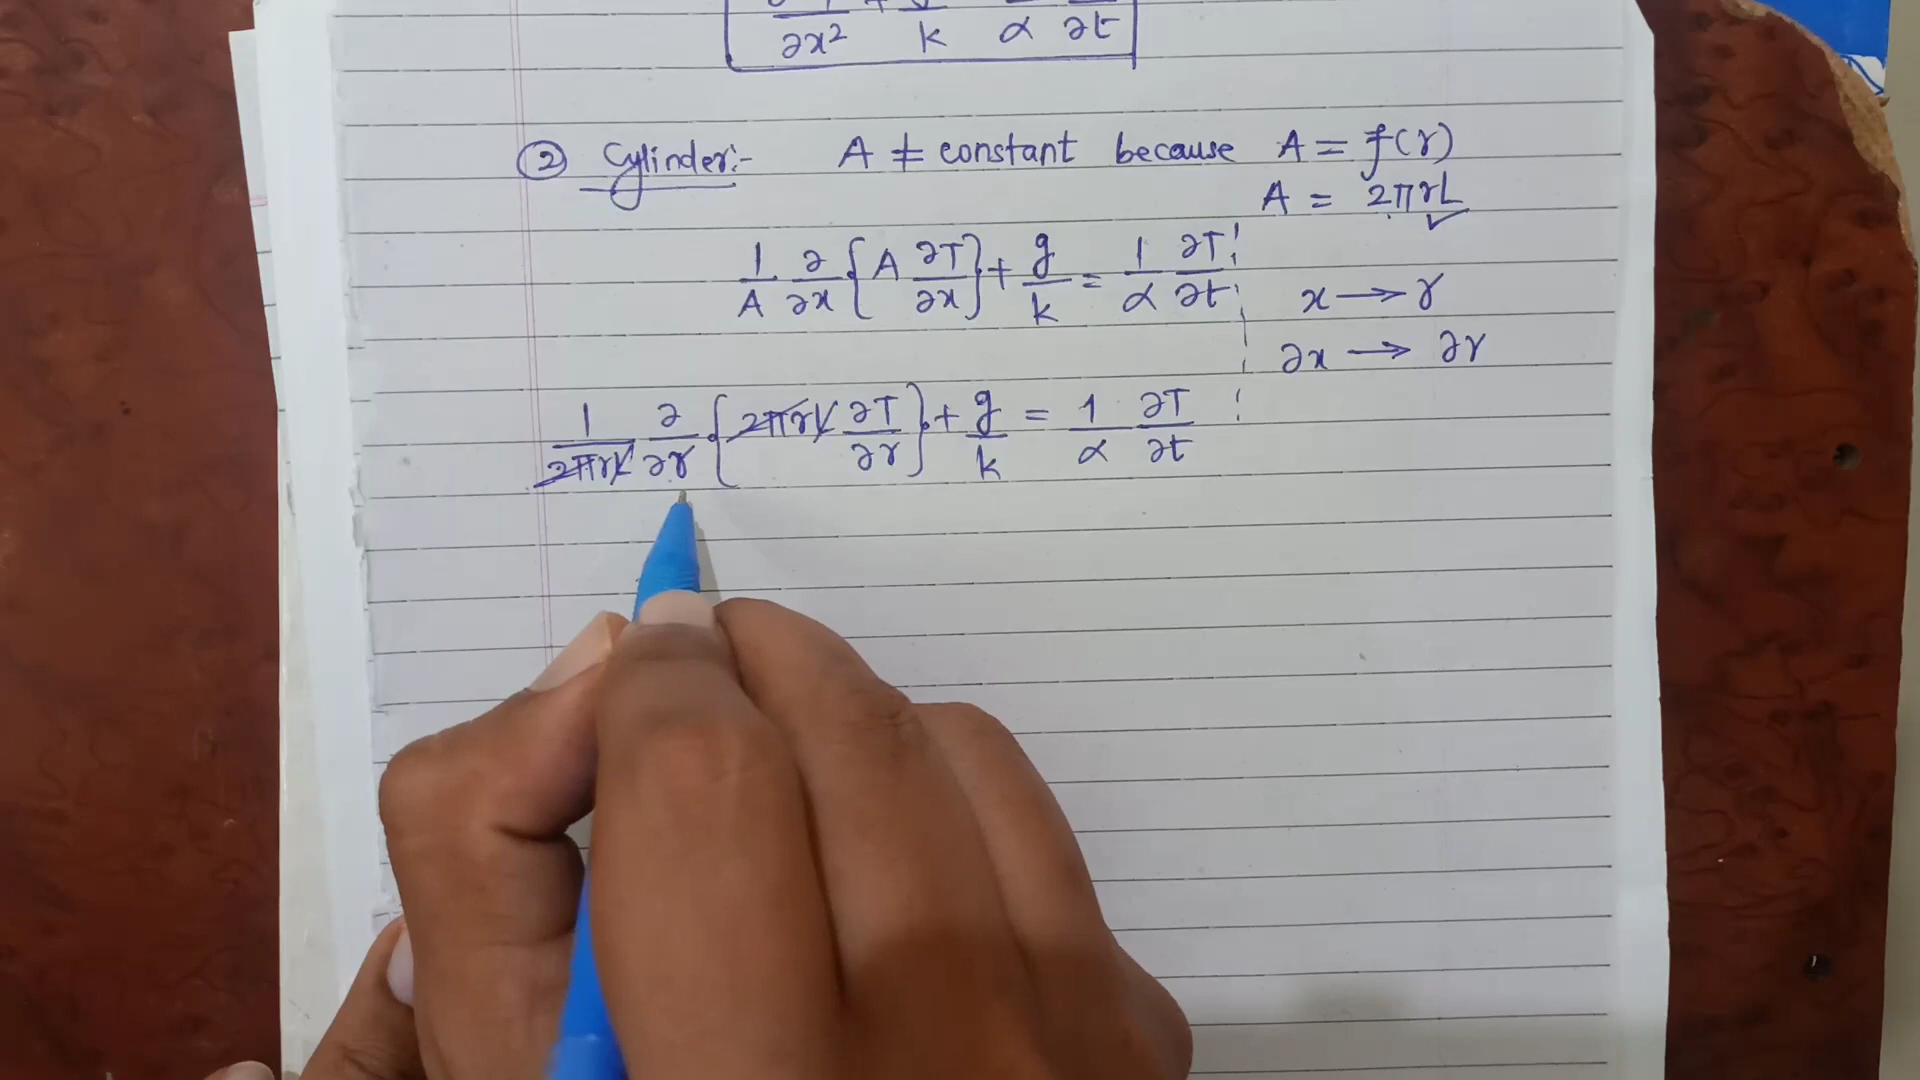 ∂x² k α ∂t
② Cylinder:- A ≠ constant because A = f(r)
A = 2πrL
1/A ∂/∂x {A ∂T/∂x} + g/k = 1/α ∂T/∂t
x → r
∂x → ∂r
1/2πrL ∂/∂r {2πrL ∂T/∂r} + g/k = 1/α ∂T/∂t